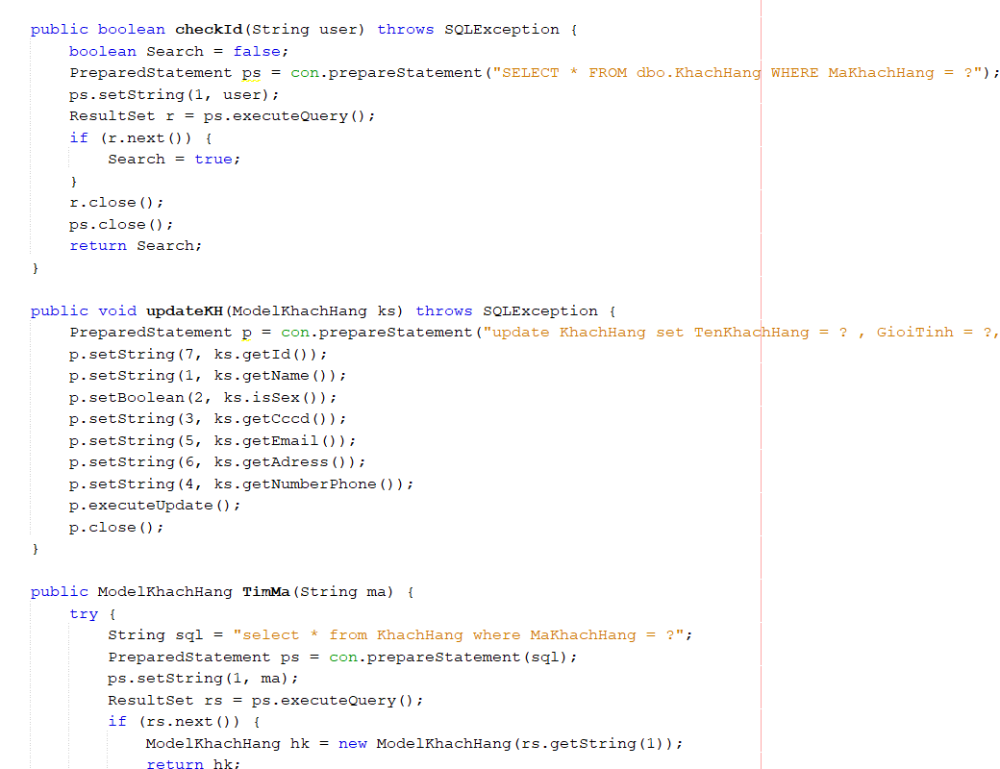 public boolean checkId(String user) throws SQLException {
    boolean Search = false;
    PreparedStatement ps = con.prepareStatement("SELECT * FROM dbo.KhachHang WHERE MaKhachHang = ?");
    ps.setString(1, user);
    ResultSet r = ps.executeQuery();
    if (r.next()) {
        Search = true;
    }
    r.close();
    ps.close();
    return Search;
}
public void updateKH(ModelKhachHang ks) throws SQLException {
    PreparedStatement p = con.prepareStatement("update KhachHang set TenKhachHang = ? , GioiTinh = ?,
    p.setString(7, ks.getId());
    p.setString(1, ks.getName());
    p.setBoolean(2, ks.isSex());
    p.setString(3, ks.getCccd());
    p.setString(5, ks.getEmail());
    p.setString(6, ks.getAdress());
    p.setString(4, ks.getNumberPhone());
    p.executeUpdate();
    p.close();
}
public ModelKhachHang TimMa(String ma) {
    try {
        String sql = "select * from KhachHang where MaKhachHang = ?";
        PreparedStatement ps = con.prepareStatement(sql);
        ps.setString(1, ma);
        ResultSet rs = ps.executeQuery();
        if (rs.next()) {
            ModelKhachHang hk = new ModelKhachHang(rs.getString(1));
            return hk;